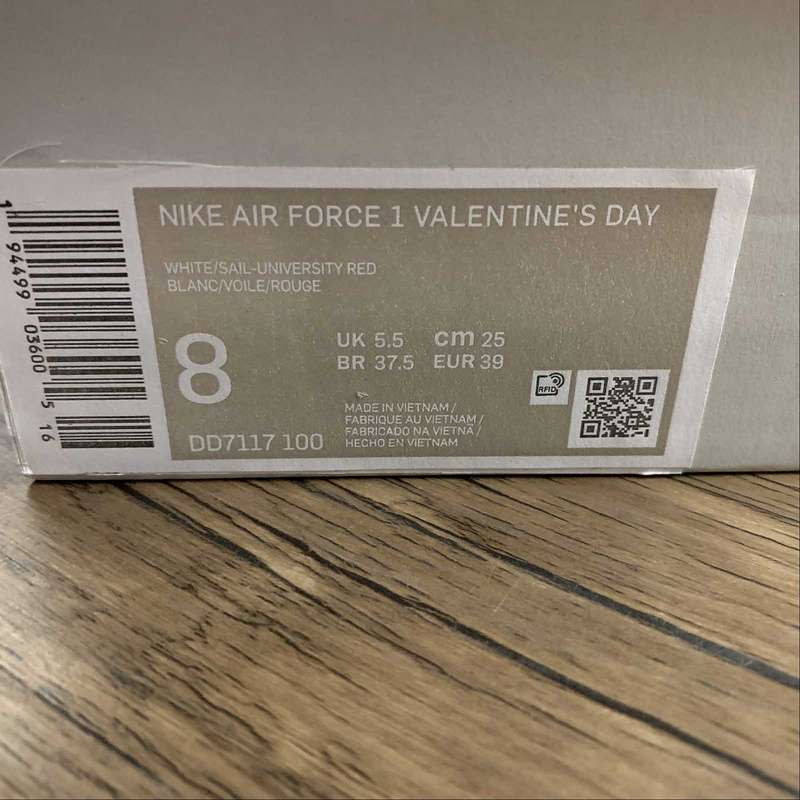 NIKE AIR FORCE 1 VALENTINE'S DAY
WHITE/SAIL-UNIVERSITY RED
BLANC/VOILE/ROUGE
8
UK 5.5 cm 25
BR 37.5 EUR 39
RFID
MADE IN VIETNAM /
FABRIQUE AU VIETNAM /
FABRICADO NA VIETNÃ /
HECHO EN VIETNAM
DD7117 100
1 94499 03600 5 16